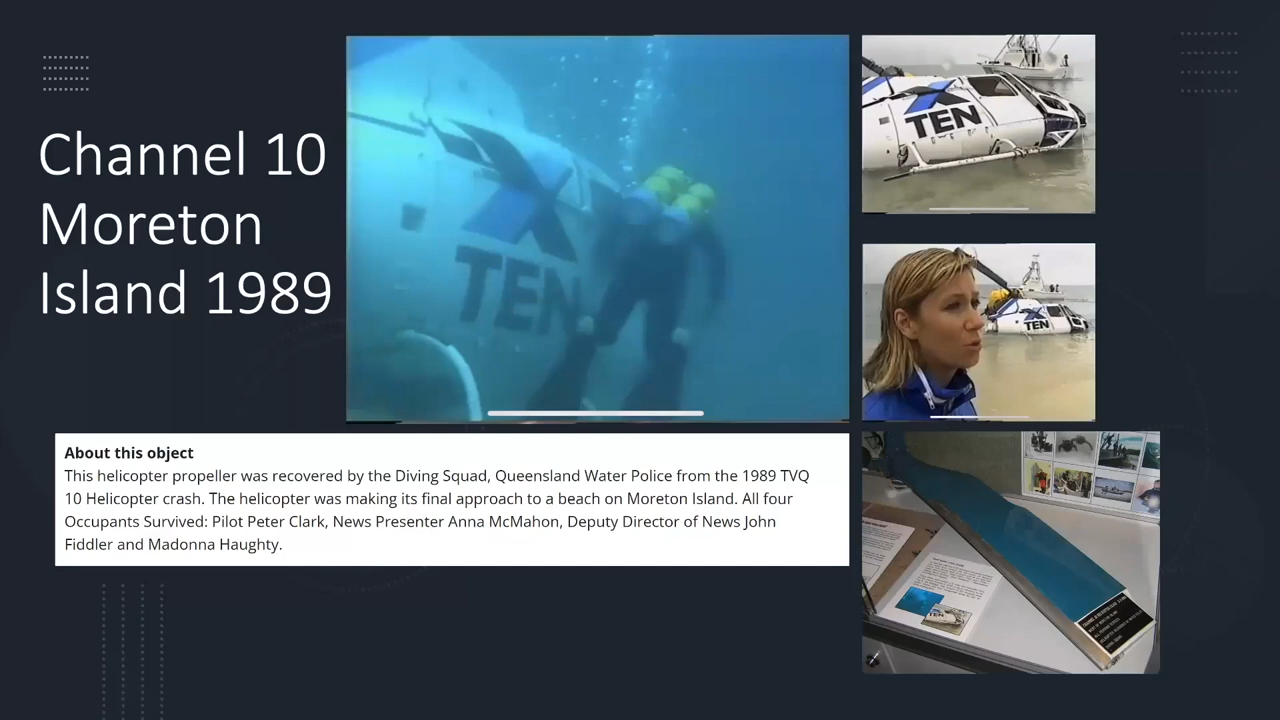 Channel 10
Moreton
Island 1989
TEN
TEN
TEN
About this object
This helicopter propeller was recovered by the Diving Squad, Queensland Water Police from the 1989 TVQ
10 Helicopter crash. The helicopter was making its final approach to a beach on Moreton Island. All four
Occupants Survived: Pilot Peter Clark, News Presenter Anna McMahon, Deputy Director of News John
Fiddler and Madonna Haughty.
TEN